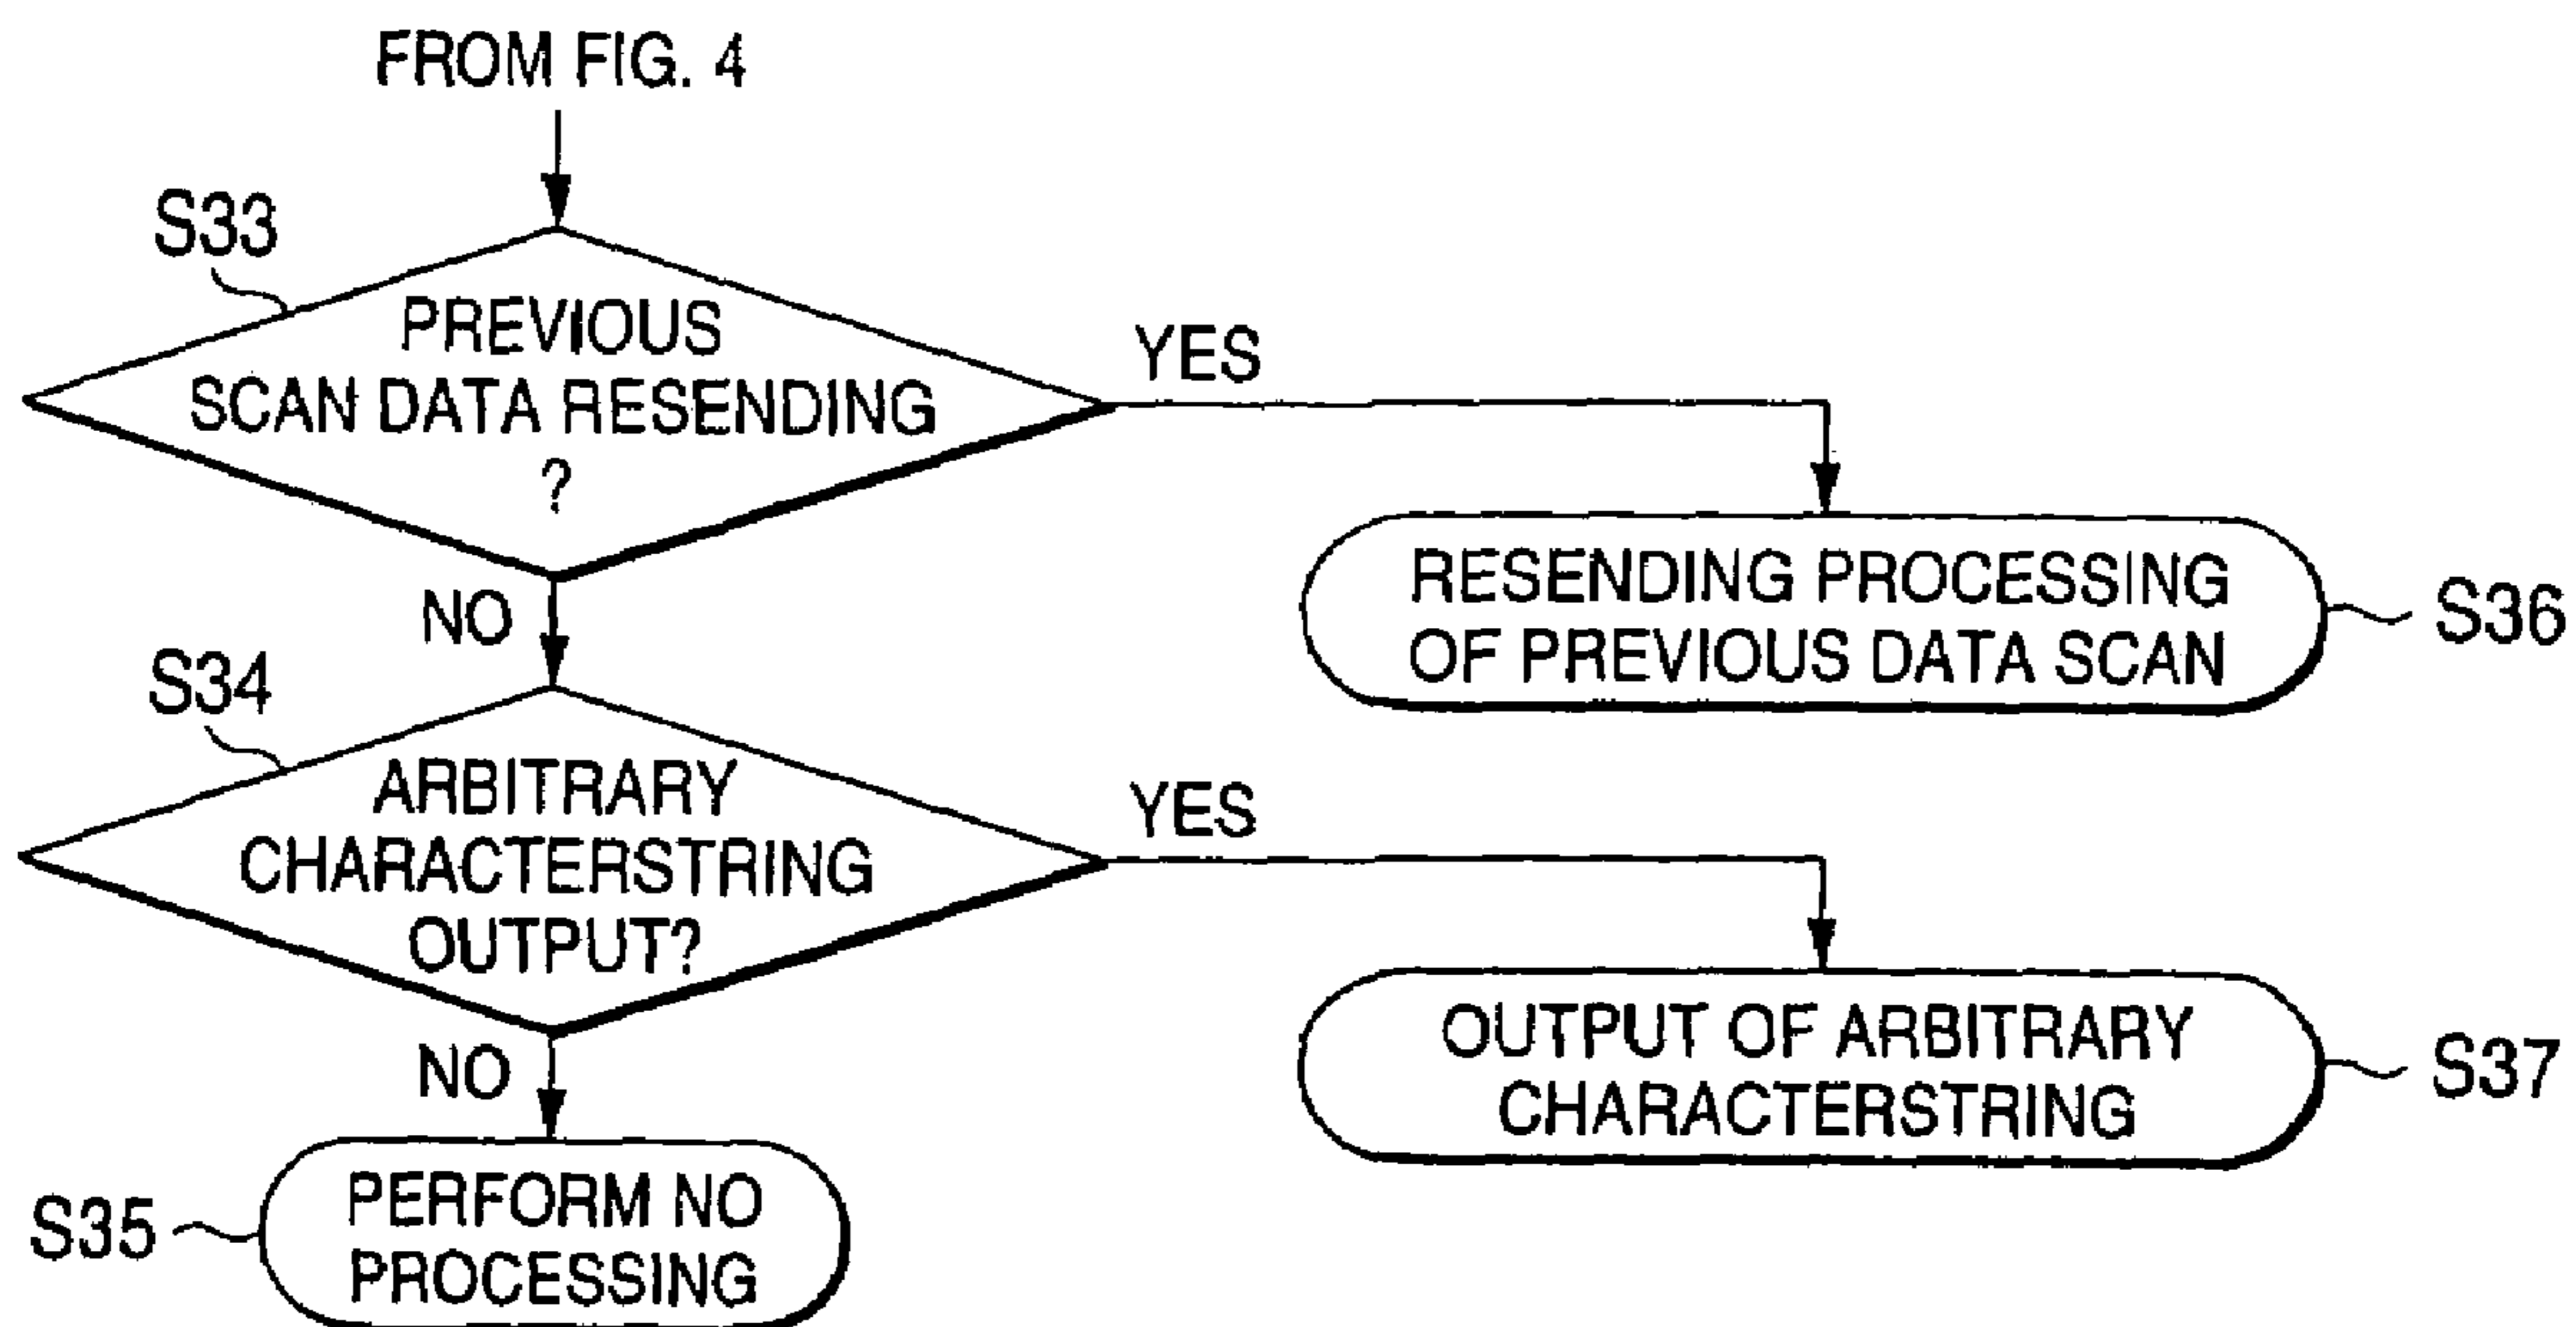 FROM FIG. 4
S33
PREVIOUS
SCAN DATA RESENDING
?
YES
NO
RESENDING PROCESSING
OF PREVIOUS DATA SCAN
S36
S34
ARBITRARY
CHARACTERSTRING
OUTPUT?
YES
NO
OUTPUT OF ARBITRARY
CHARACTERSTRING
S37
S35
PERFORM NO
PROCESSING